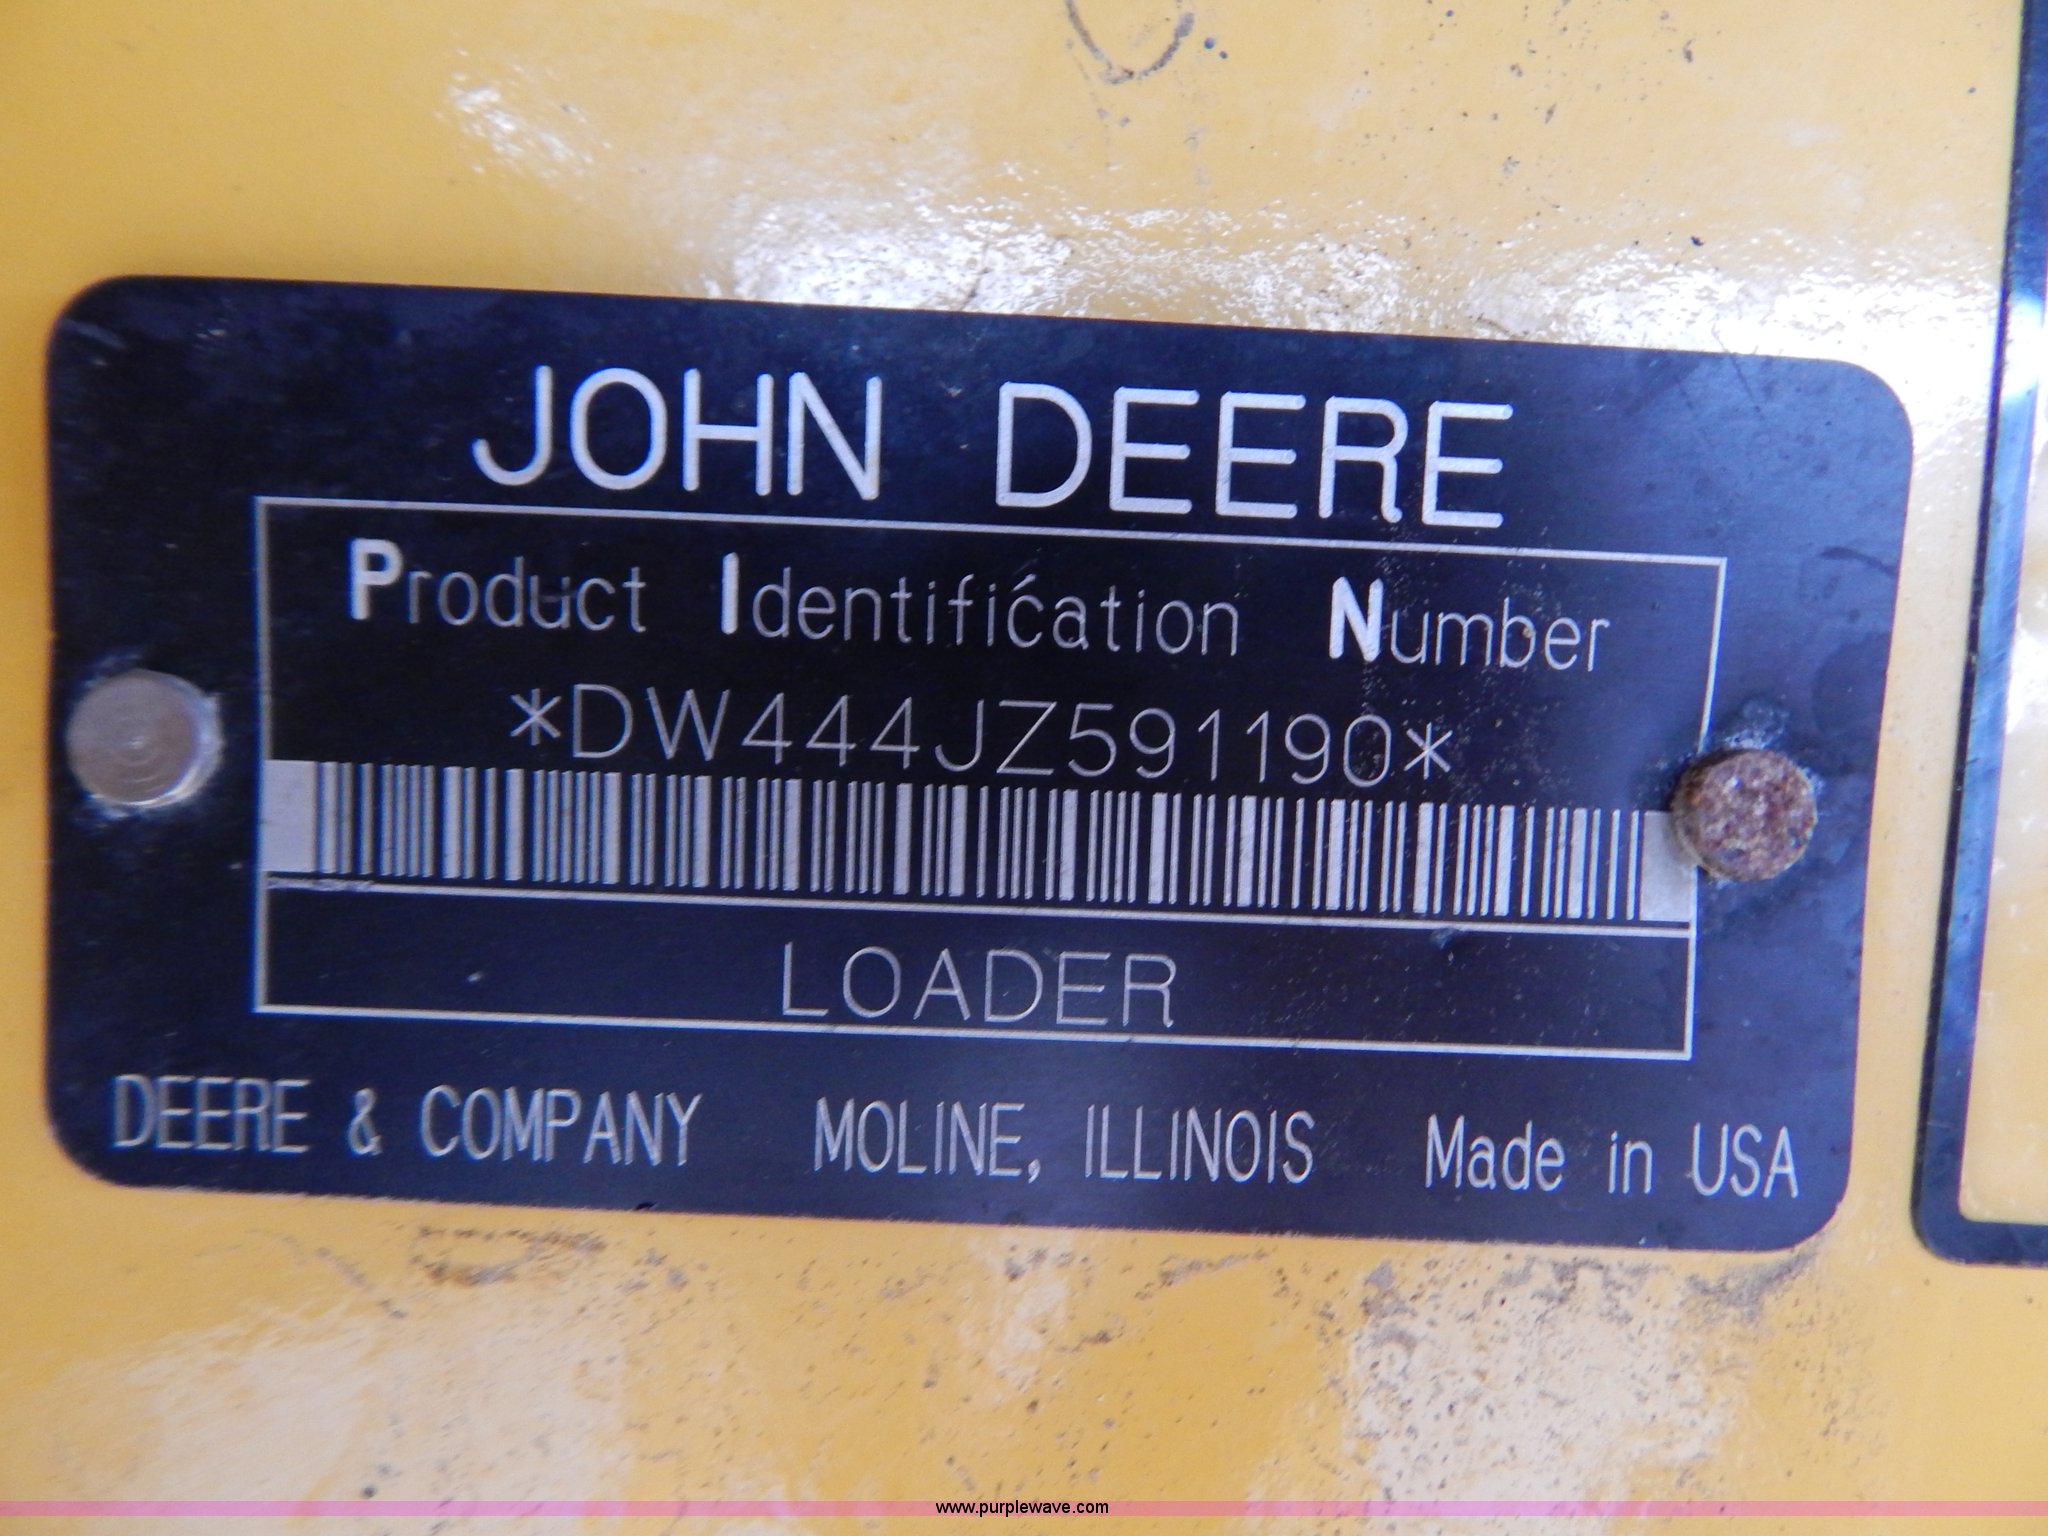 JOHN DEERE
Product Identification Number
*DW444JZ591190*
LOADER
DEERE & COMPANY MOLINE, ILLINOIS Made in USA
www.purplewave.com